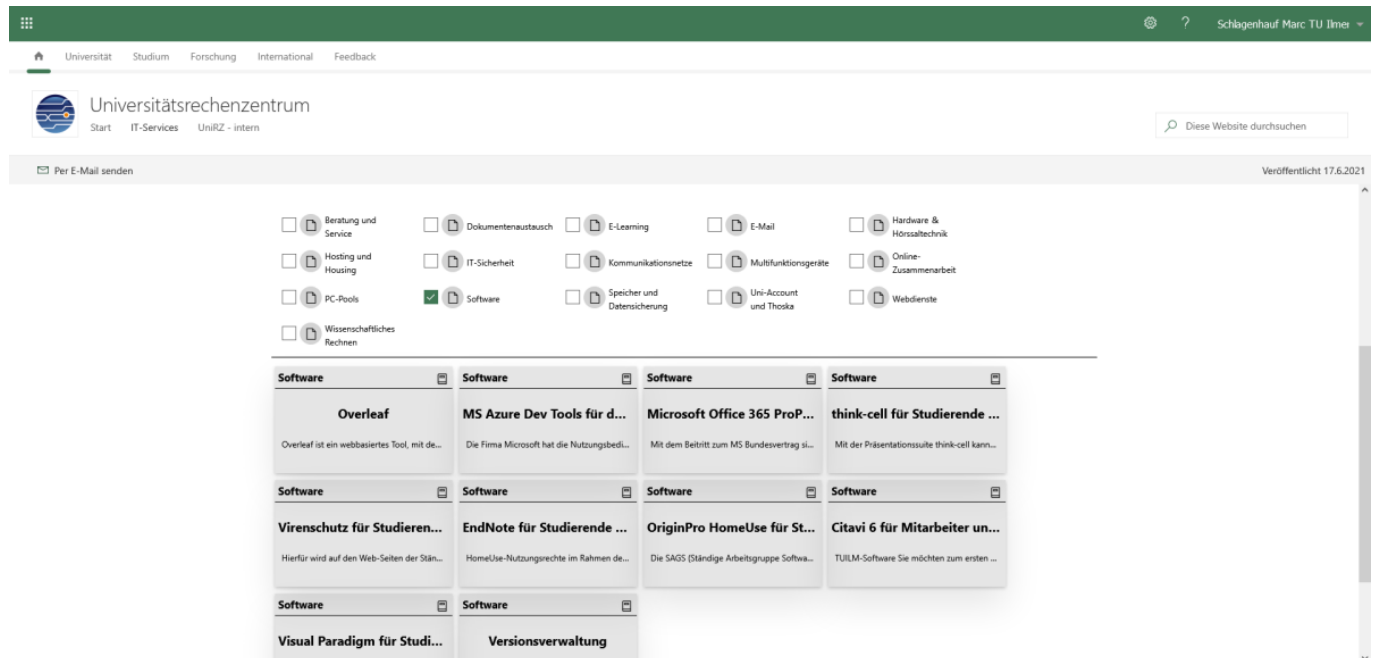 Schlagenhauf Marc TU Ilmer
Universität Studium Forschung International Feedback
Universitätsrechenzentrum
Start IT-Services UniRZ - intern
Diese Website durchsuchen
Per E-Mail senden
Veröffentlicht 17.6.2021
Beratung und
Service
Dokumentenaustausch
E-Learning
E-Mail
Hardware &
Hörssaltechnik
Hosting und
Housing
IT-Sicherheit
Kommunikationsnetze
Multifunktionsgeräte
Online-
Zusammenarbeit
PC-Pools
Software
Speicher und
Datensicherung
Uni-Account
und Thoska
Webdienste
Wissenschaftliches
Rechnen
Software
Overleaf
Overleaf ist ein webbasiertes Tool, mit de...
Software
MS Azure Dev Tools für d...
Die Firma Microsoft hat die Nutzungsbedi...
Software
Microsoft Office 365 ProP...
Mit dem Beitritt zum MS Bundesvertrag si...
Software
think-cell für Studierende ...
Mit der Präsentationssuite think-cell kann...
Software
Virenschutz für Studieren...
Hierfür wird auf den Web-Seiten der Stän...
Software
EndNote für Studierende ...
HomeUse-Nutzungsrechte im Rahmen de...
Software
OriginPro HomeUse für St...
Die SAGS (Ständige Arbeitsgruppe Softwa...
Software
Citavi 6 für Mitarbeiter un...
TUILM-Software Sie möchten zum ersten ...
Software
Visual Paradigm für Studi...
Software
Versionsverwaltung